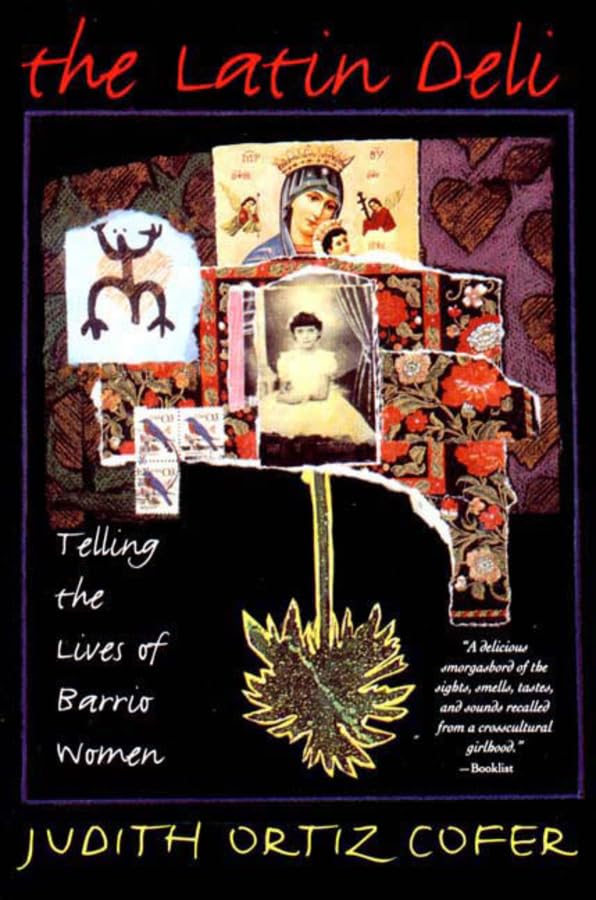 the Latin Deli
Telling
the
Lives of
Barrio
Women
"A delicious
smorgasbord of the
sights, smells, tastes,
and sounds recalled
from a crosscultural
girlhood."
—Booklist
JUDITH ORTIZ COFER